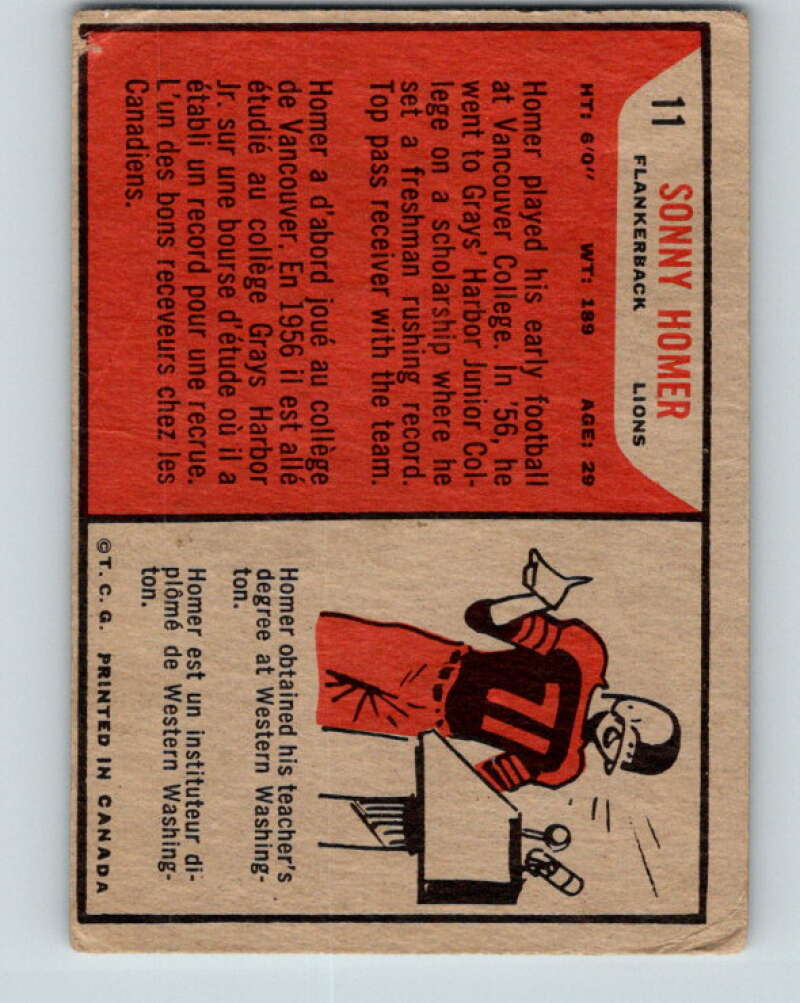 11 SONNY HOMER
FLANKERBACK LIONS
HT: 6'0" WT: 189 AGE: 29
Homer played his early football
at Vancouver College. In '56, he
went to Grays' Harbor Junior Col-
lege on a scholarship where he
set a freshman rushing record.
Top pass receiver with the team.
Homer a d'abord joué au collège
de Vancouver. En 1956 il est allé
étudié au collège Grays Harbor
Jr. sur une bourse d'étude où il a
établi un record pour une recrue.
L'un des bons receveurs chez les
Canadiens.
71
Homer obtained his teacher's
degree at Western Washing-
ton.
Homer est un instituteur di-
plômé de Western Washing-
ton.
©T. C. G. PRINTED IN CANADA